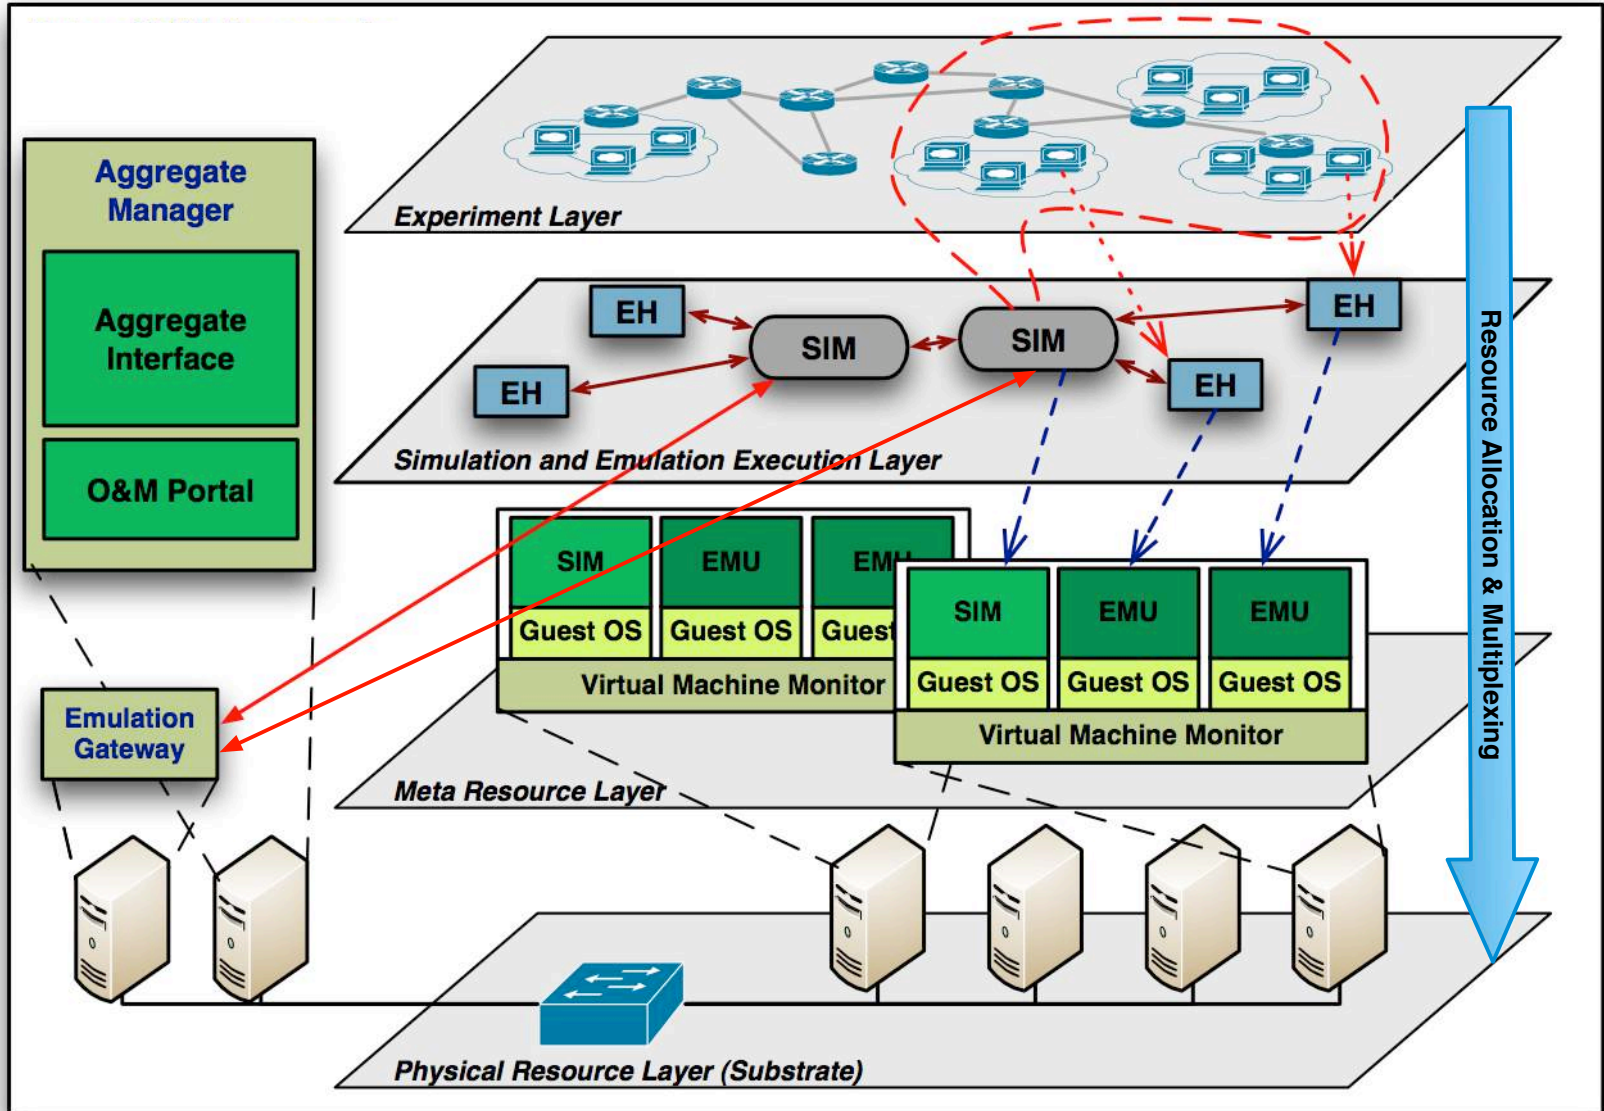 Aggregate
Manager
Aggregate
Interface
O&M Portal
Emulation
Gateway
Experiment Layer
EH
EH
SIM
SIM
EH
EH
Simulation and Emulation Execution Layer
SIM
EMU
EMU
Guest OS
Guest OS
Guest
Virtual Machine Monitor
SIM
EMU
EMU
Guest OS
Guest OS
Guest OS
Virtual Machine Monitor
Meta Resource Layer
Physical Resource Layer (Substrate)
Resource Allocation & Multiplexing